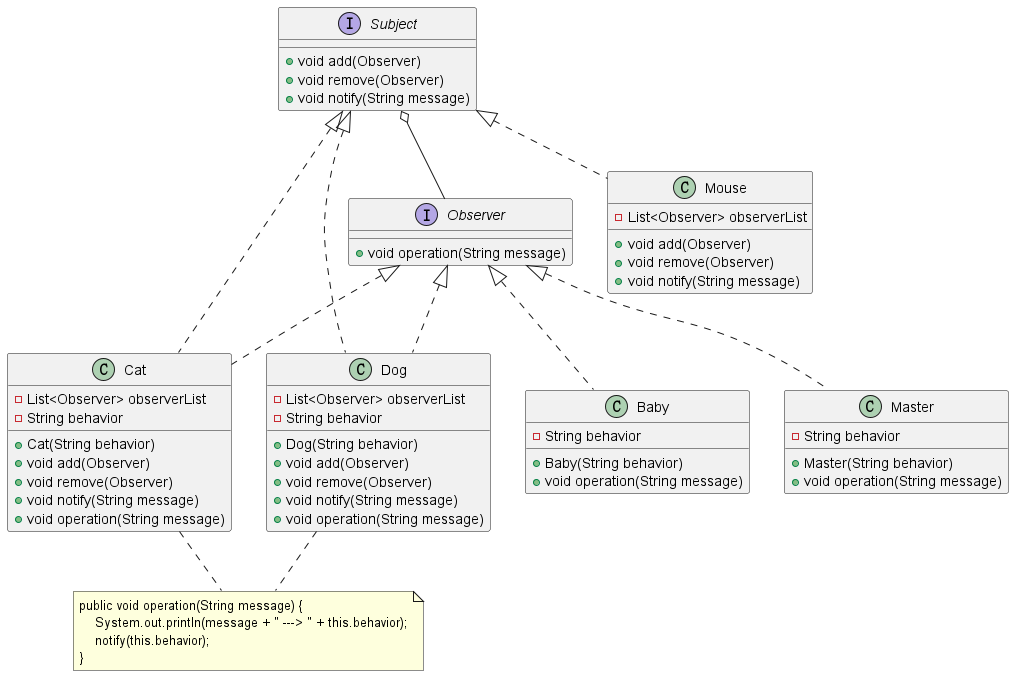 I Subject
void add(Observer)
void remove(Observer)
void notify(String message)
I Observer
void operation(String message)
C Mouse
List<Observer> observerList
void add(Observer)
void remove(Observer)
void notify(String message)
C Cat
List<Observer> observerList
String behavior
Cat(String behavior)
void add(Observer)
void remove(Observer)
void notify(String message)
void operation(String message)
C Dog
List<Observer> observerList
String behavior
Dog(String behavior)
void add(Observer)
void remove(Observer)
void notify(String message)
void operation(String message)
C Baby
String behavior
Baby(String behavior)
void operation(String message)
C Master
String behavior
Master(String behavior)
void operation(String message)
public void operation(String message) {
System.out.println(message + " ---> " + this.behavior);
notify(this.behavior);
}